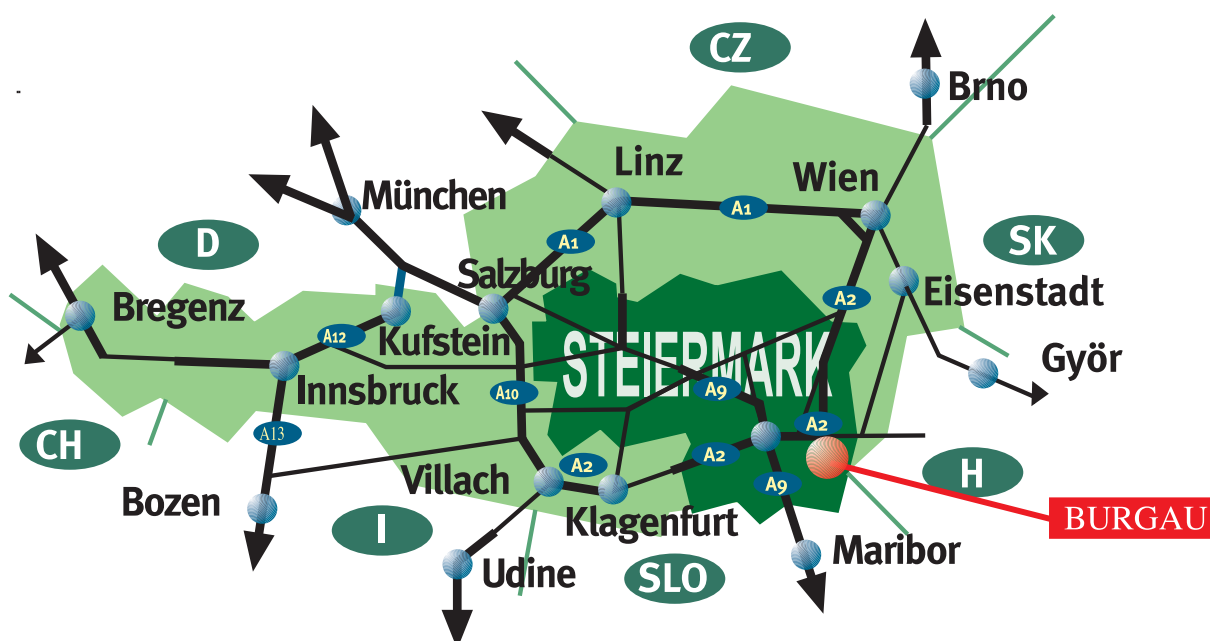 CZ
Brno
Linz
Wien
München
A1
D
A1
SK
Salzburg
Eisenstadt
A2
Bregenz
A12
Kufstein
STEIERMARK
Györ
Innsbruck
A10
A9
CH
A13
A2
A2
A2
Villach
H
A9
Bozen
BURGAU
Klagenfurt
I
Maribor
Udine
SLO